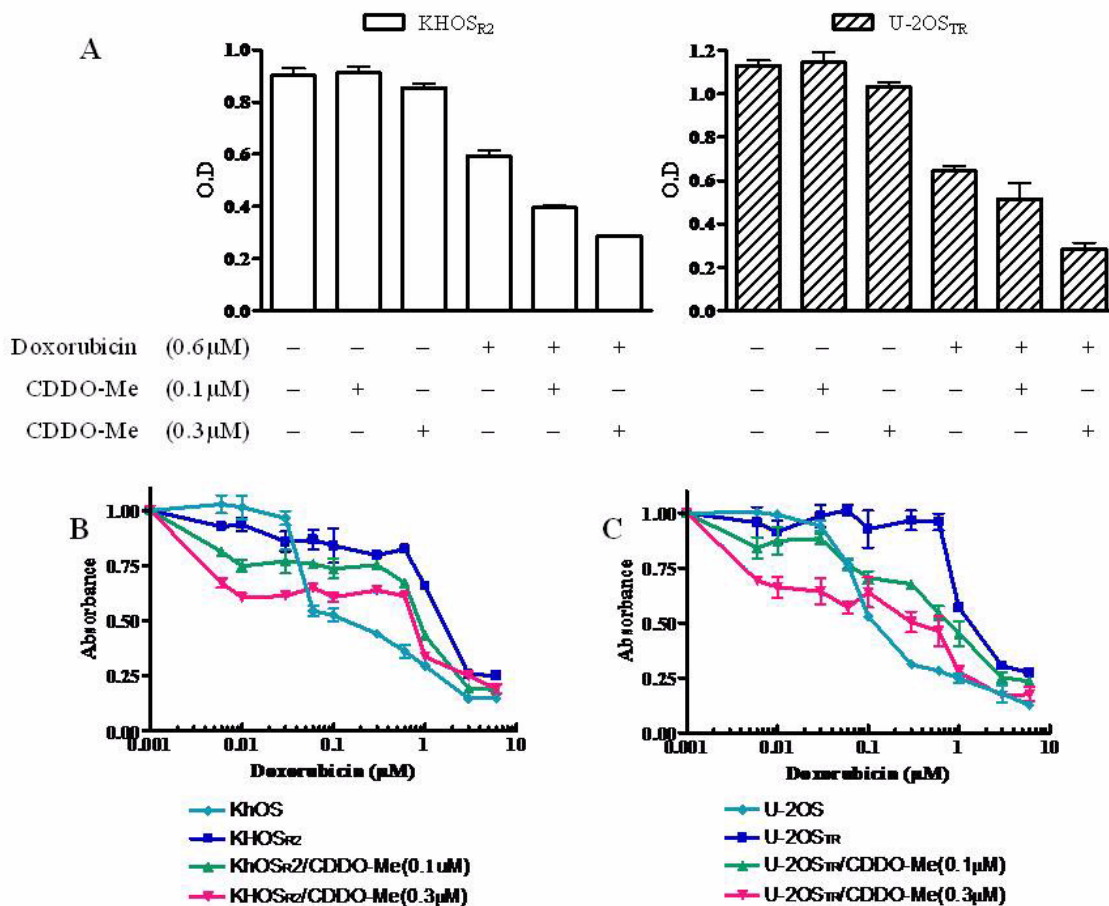 A
KHOSR2
U-2OSTR
1.0
0.8
0.6
0.4
0.2
0.0
O.D
1.2
1.0
0.8
0.6
0.4
0.2
0.0
O.D
Doxorubicin (0.6µM) – – – + + + – – – + + +
CDDO-Me (0.1µM) – + – – + – – + – – + –
CDDO-Me (0.3µM) – – + – – + – – + – – +
B
1.00
0.75
0.50
0.25
0.00
Absorbance
0.001 0.01 0.1 1 10
Doxorubicin (µM)
KhOS
KHOSR2
KhOSR2/CDDO-Me(0.1uM)
KHOSR2/CDDO-Me(0.3µM)
C
1.00
0.75
0.50
0.25
0.00
Absorbance
0.001 0.01 0.1 1 10
Doxorubicin (µM)
U-2OS
U-2OSTR
U-2OSTR/CDDO-Me(0.1µM)
U-2OSTR/CDDO-Me(0.3µM)